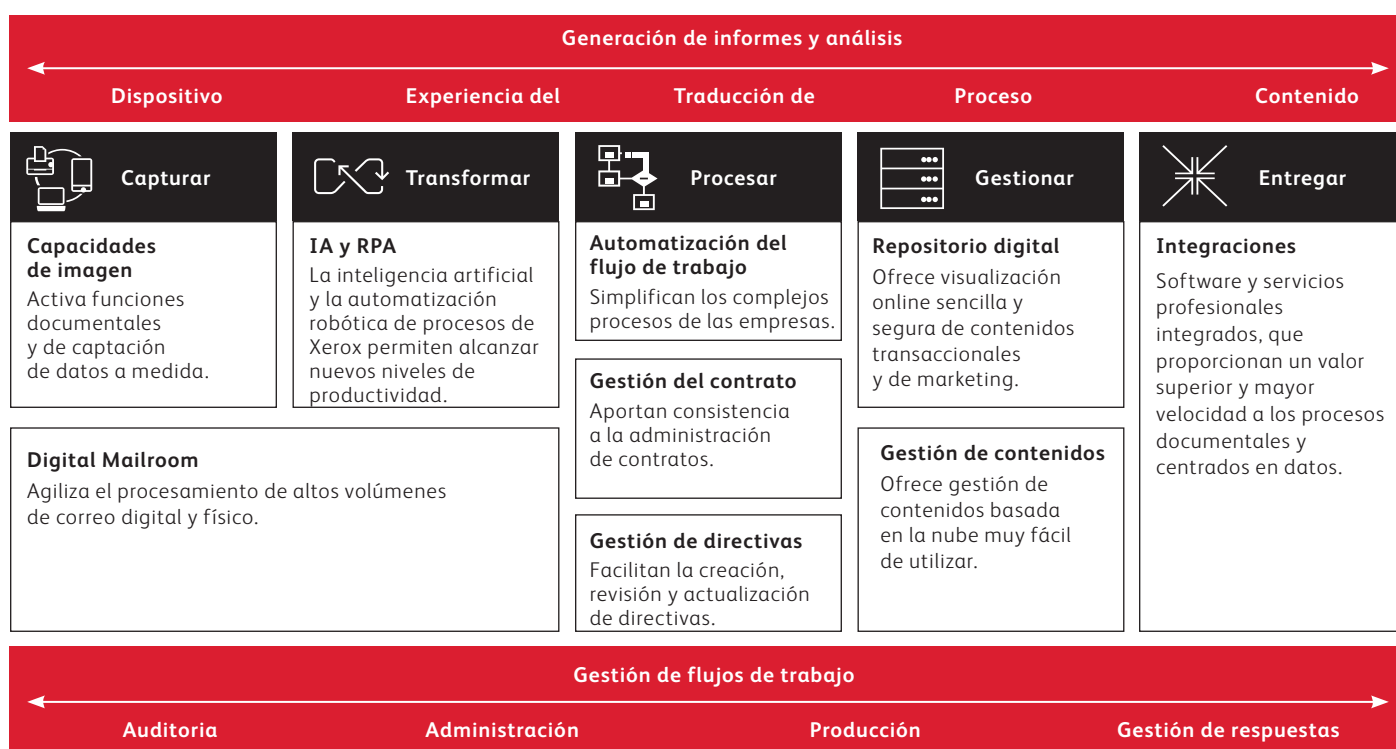 Generación de informes y análisis
Dispositivo
Experiencia del
Traducción de
Proceso
Contenido
Capturar
Transformar
Procesar
Gestionar
Entregar
Capacidades
de imagen
Activa funciones
documentales
y de captación
de datos a medida.
IA y RPA
La inteligencia artificial
y la automatización
robótica de procesos de
Xerox permiten alcanzar
nuevos niveles de
productividad.
Digital Mailroom
Agiliza el procesamiento de altos volúmenes
de correo digital y físico.
Automatización del
flujo de trabajo
Simplifican los complejos
procesos de las empresas.
Gestión del contrato
Aportan consistencia
a la administración
de contratos.
Gestión de directivas
Facilitan la creación,
revisión y actualización
de directivas.
Repositorio digital
Ofrece visualización
online sencilla y
segura de contenidos
transaccionales
y de marketing.
Gestión de contenidos
Ofrece gestión de
contenidos basada
en la nube muy fácil
de utilizar.
Integraciones
Software y servicios
profesionales
integrados, que
proporcionan un valor
superior y mayor
velocidad a los procesos
documentales y
centrados en datos.
Gestión de flujos de trabajo
Auditoria
Administración
Producción
Gestión de respuestas